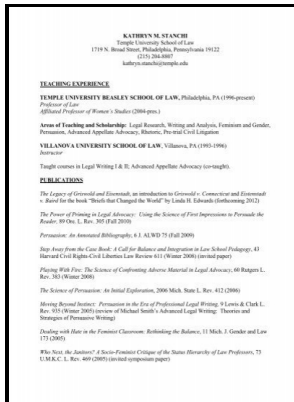 KATHRYN M. STANCHI
Temple University School of Law
1719 N. Broad Street, Philadelphia, Pennsylvania 19122
(215) 204-8807
kathryn.stanchi@temple.edu
TEACHING EXPERIENCE
TEMPLE UNIVERSITY BEASLEY SCHOOL OF LAW, Philadelphia, PA (1996-present)
Professor of Law
Affiliated Professor of Women's Studies (2004-pres.)
Areas of Teaching and Scholarship: Legal Research, Writing and Analysis, Feminism and Gender,
Persuasion, Advanced Appellate Advocacy, Rhetoric, Pre-trial Civil Litigation
VILLANOVA UNIVERSITY SCHOOL OF LAW, Villanova, PA (1993-1996)
Instructor
Taught courses in Legal Writing I & II; Advanced Appellate Advocacy (co-taught).
PUBLICATIONS
The Legacy of Griswold and Eisenstadt, an introduction to Griswold v. Connecticut and Eisenstadt
v. Baird for the book "Briefs that Changed the World" by Linda H. Edwards (forthcoming 2012)
The Power of Priming in Legal Advocacy: Using the Science of First Impressions to Persuade the
Reader, 89 Ore. L. Rev. 305 (Fall 2010)
Persuasion: An Annotated Bibliography, 6 J. ALWD 75 (Fall 2009)
Step Away from the Case Book: A Call for Balance and Integration in Law School Pedagogy, 43
Harvard Civil Rights-Civil Liberties Law Review 611 (Winter 2008) (invited paper)
Playing With Fire: The Science of Confronting Adverse Material in Legal Advocacy, 60 Rutgers L.
Rev. 383 (Winter 2008)
The Science of Persuasion: An Initial Exploration, 2006 Mich. State L. Rev. 412 (2006)
Moving Beyond Instinct: Persuasion in the Era of Professional Legal Writing, 9 Lewis & Clark L.
Rev. 935 (Winter 2005) (review of Michael Smith's Advanced Legal Writing: Theories and
Strategies of Persuasive Writing)
Dealing with Hate in the Feminist Classroom: Rethinking the Balance, 11 Mich. J. Gender and Law
173 (2005)
Who Next, the Janitors? A Socio-Feminist Critique of the Status Hierarchy of Law Professors, 73
U.M.K.C. L. Rev. 469 (2005) (invited symposium paper)